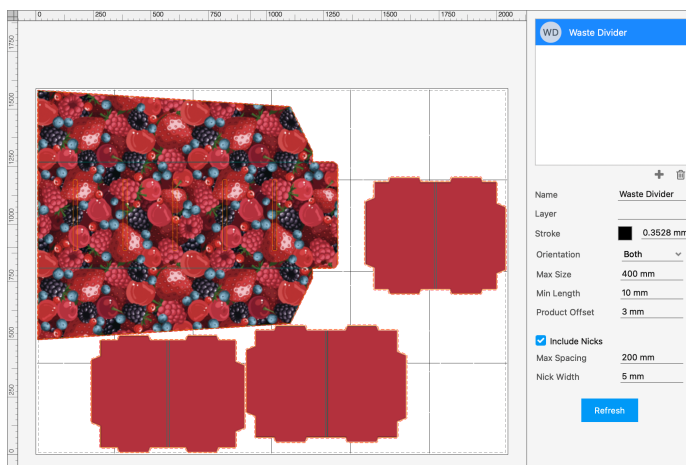 0 250 500 750 1000 1250 1500 1750 2000
1750
1500
1250
1000
750
500
250
0
WD Waste Divider
Name Waste Divider
Layer
Stroke 0.3528 mm
Orientation Both
Max Size 400 mm
Min Length 10 mm
Product Offset 3 mm
Include Nicks
Max Spacing 200 mm
Nick Width 5 mm
Refresh